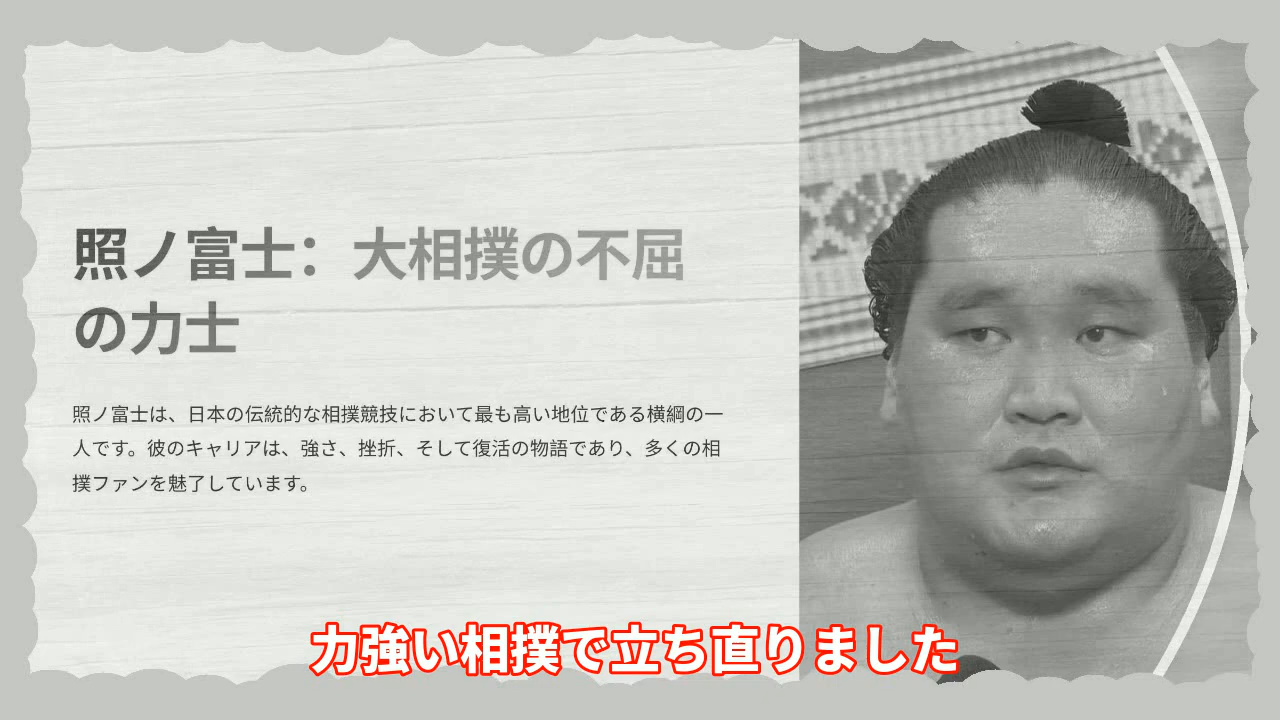 照ノ富士：大相撲の不屈
の力士
照ノ富士は、日本の伝統的な相撲競技において最も高い地位である横綱の一
人です。彼のキャリアは、強さ、挫折、そして復活の物語であり、多くの相
撲ファンを魅了しています。
力強い相撲で立ち直りました